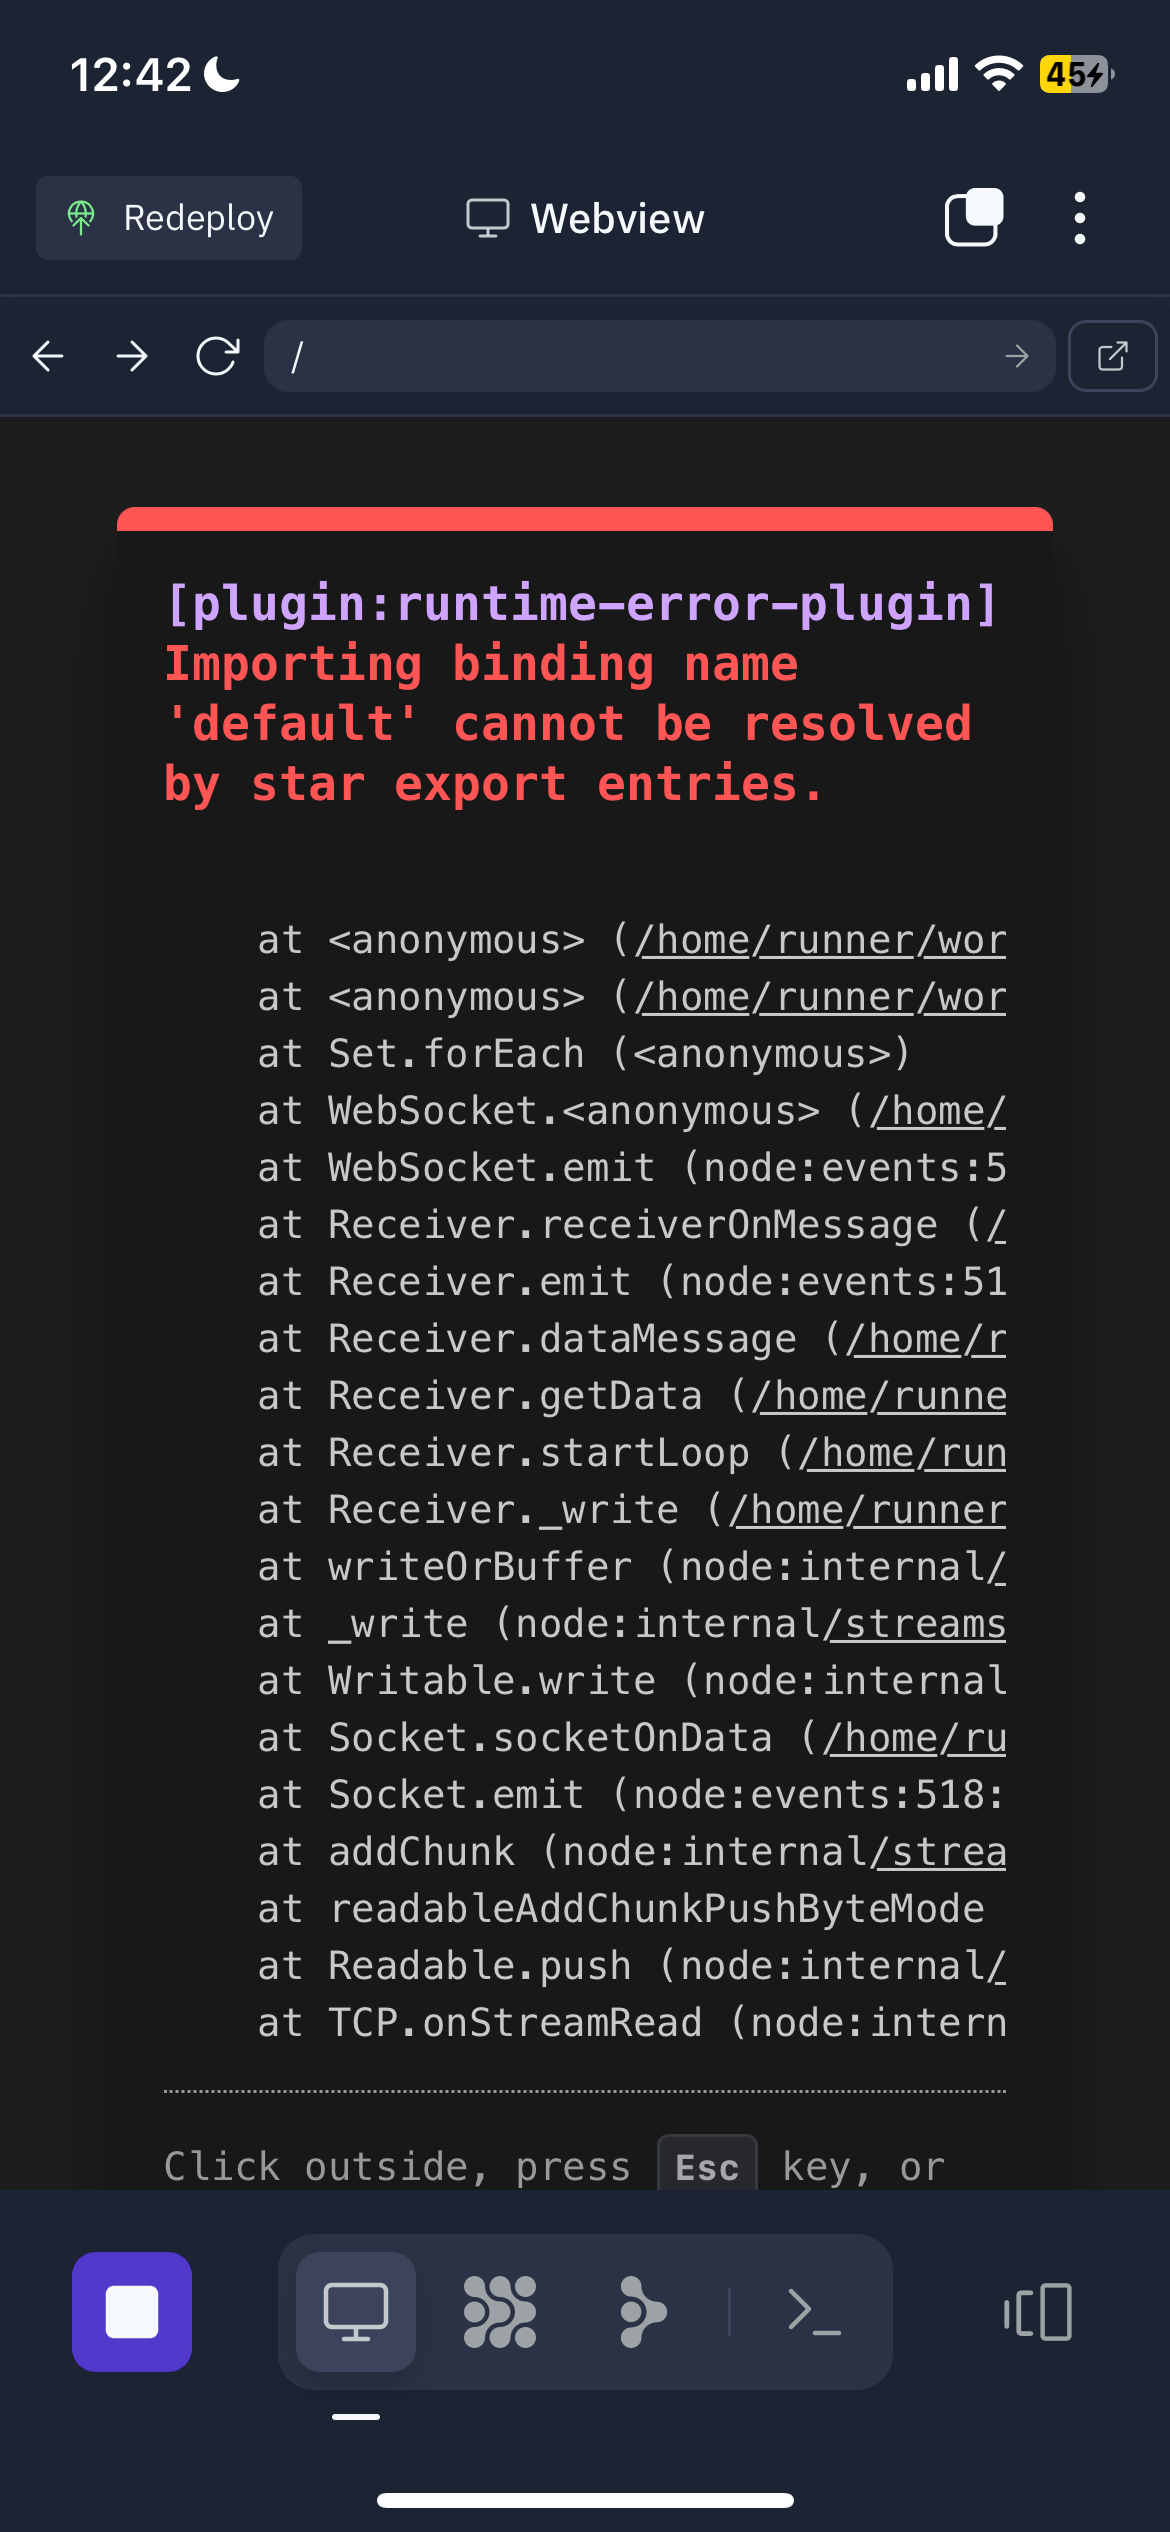 12:42
45
Redeploy
Webview
/
[plugin:runtime-error-plugin]
Importing binding name
'default' cannot be resolved
by star export entries.
at <anonymous> (/home/runner/wor
at <anonymous> (/home/runner/wor
at Set.forEach (<anonymous>)
at WebSocket.<anonymous> (/home/
at WebSocket.emit (node:events:5
at Receiver.receiverOnMessage (/
at Receiver.emit (node:events:51
at Receiver.dataMessage (/home/r
at Receiver.getData (/home/runne
at Receiver.startLoop (/home/run
at Receiver._write (/home/runner
at writeOrBuffer (node:internal/
at _write (node:internal/streams
at Writable.write (node:internal
at Socket.socketOnData (/home/ru
at Socket.emit (node:events:518:
at addChunk (node:internal/strea
at readableAddChunkPushByteMode
at Readable.push (node:internal/
at TCP.onStreamRead (node:intern
Click outside, press Esc key, or